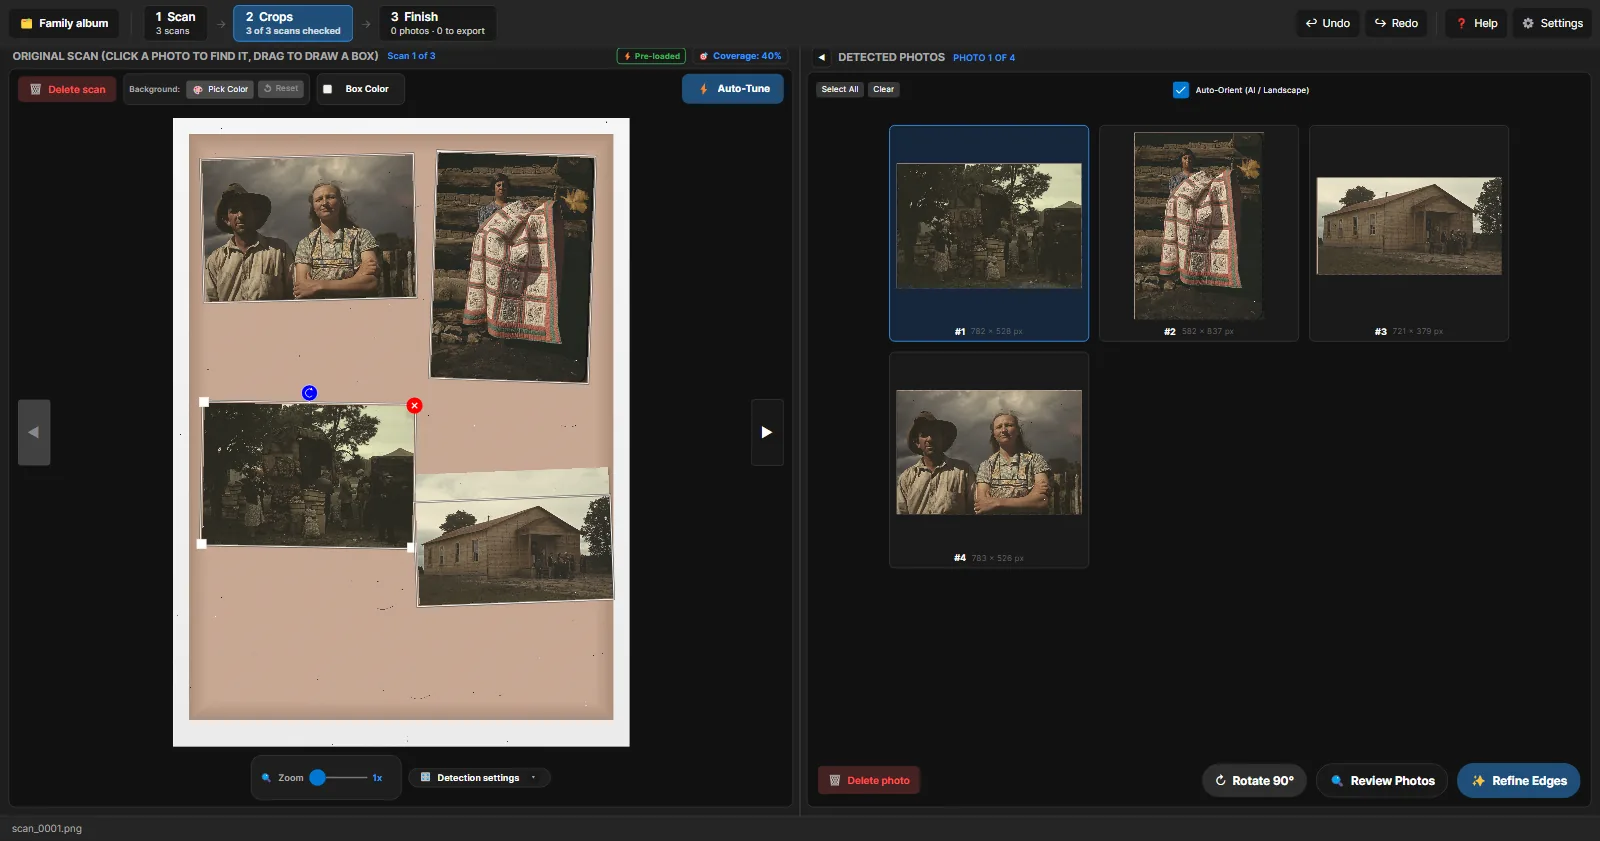 Family album
1 Scan
3 scans
→
2 Crops
3 of 3 scans checked
→
3 Finish
0 photos · 0 to export
Undo
Redo
Help
Settings
ORIGINAL SCAN (CLICK A PHOTO TO FIND IT, DRAG TO DRAW A BOX)
Scan 1 of 3
Pre-loaded
Coverage: 40%
Delete scan
Background:
Pick Color
Reset
Box Color
Auto-Tune
Zoom
1x
Detection settings
DETECTED PHOTOS
PHOTO 1 OF 4
Select All
Clear
Auto-Orient (AI / Landscape)
#1 782 × 528 px
#2 582 × 837 px
#3 721 × 379 px
#4 783 × 526 px
Delete photo
Rotate 90°
Review Photos
Refine Edges
scan_0001.png